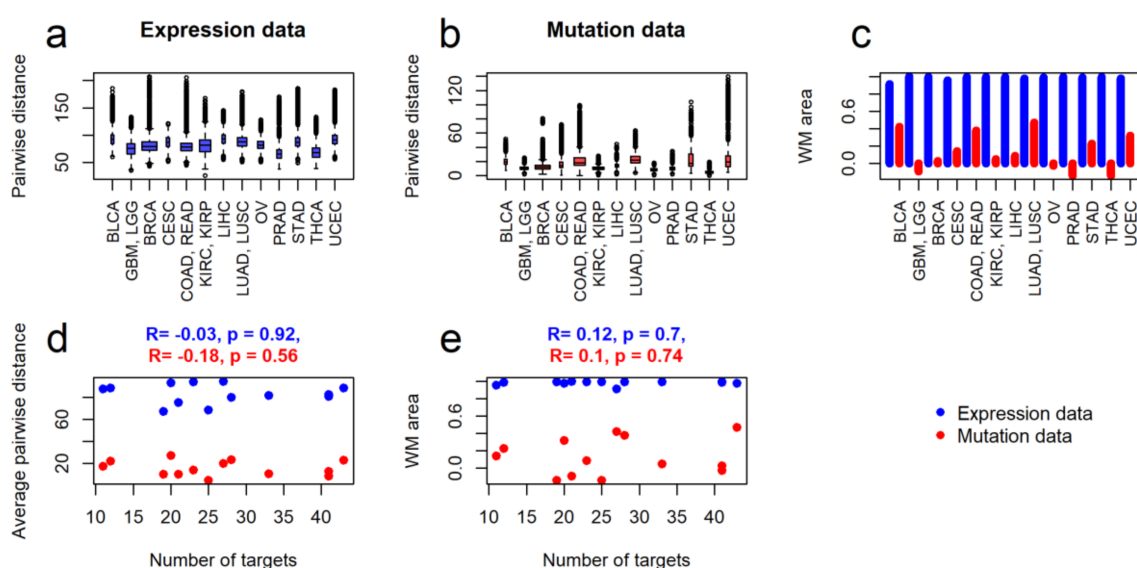 a
Expression data
Pairwise distance
50
150
BLCA
GBM, LGG
BRCA
CESC
COAD, READ
KIRC, KIRP
LIHC
LUAD, LUSC
OV
PRAD
STAD
THCA
UCEC
b
Mutation data
Pairwise distance
0
20
60
120
BLCA
GBM, LGG
BRCA
CESC
COAD, READ
KIRC, KIRP
LIHC
LUAD, LUSC
OV
PRAD
STAD
THCA
UCEC
c
WM area
0.0
0.6
BLCA
GBM, LGG
BRCA
CESC
COAD, READ
KIRC, KIRP
LIHC
LUAD, LUSC
OV
PRAD
STAD
THCA
UCEC
d
R= -0.03, p = 0.92,
R= -0.18, p = 0.56
Average pairwise distance
20
60
10 15 20 25 30 35 40
Number of targets
e
R= 0.12, p = 0.7,
R= 0.1, p = 0.74
WM area
0.0
0.6
10 15 20 25 30 35 40
Number of targets
Expression data
Mutation data